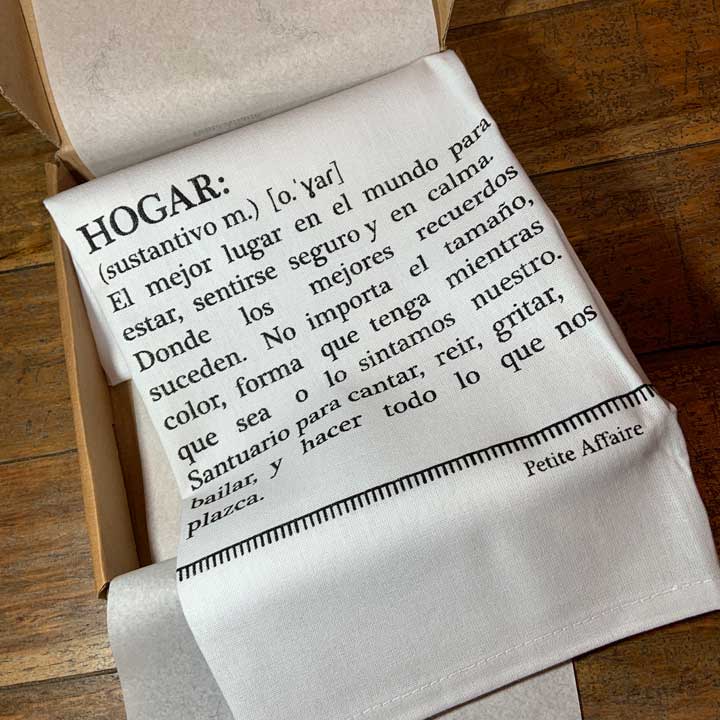 HOGAR:
(sustantivo m.) [o.ˈɣaɾ]
El mejor lugar en el mundo para
estar, sentirse seguro y en calma.
Donde los mejores recuerdos
suceden. No importa el tamaño,
color, forma que tenga mientras
que sea o lo sintamos nuestro.
Santuario para cantar, reir, gritar,
bailar, y hacer todo lo que nos
plazca.
Petite Affaire